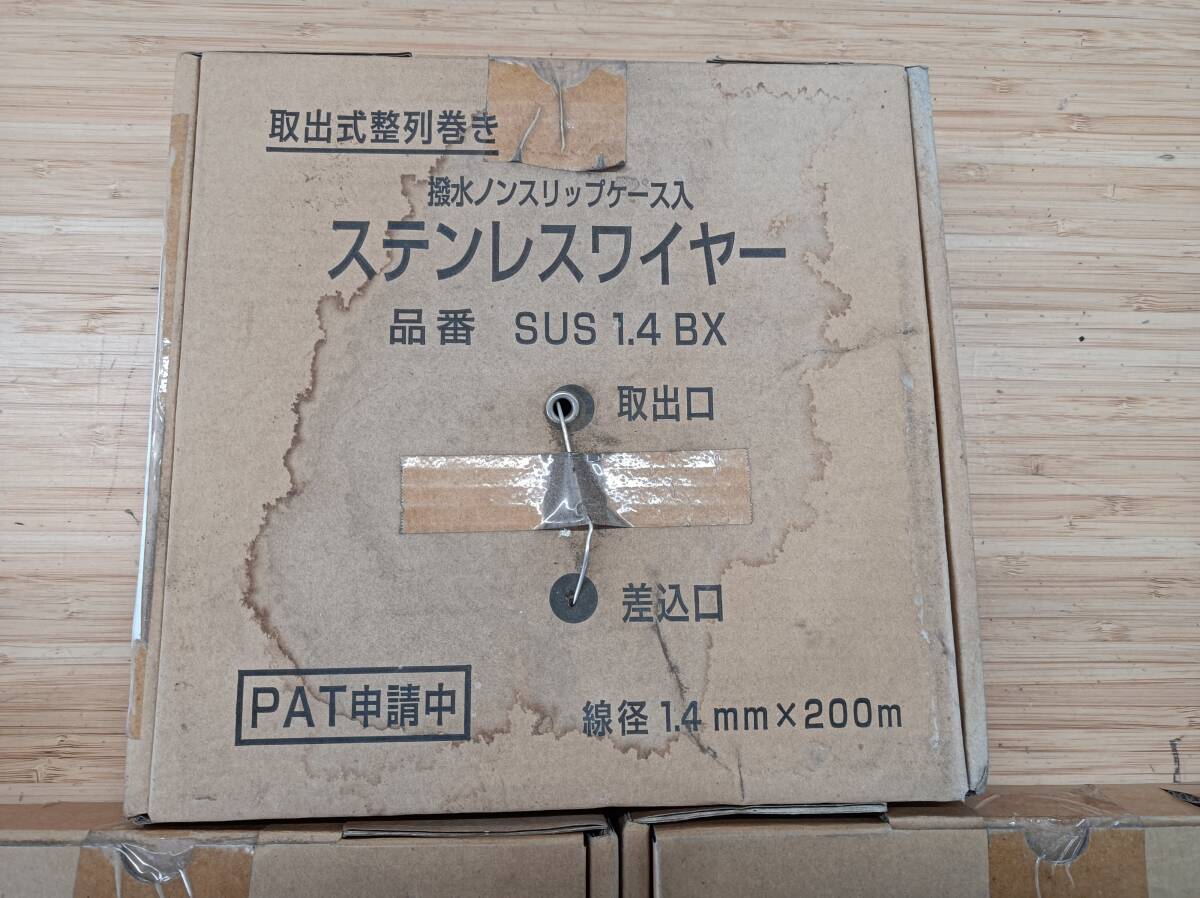 取出式整列巻き
撥水ノンスリップケース入
ステンレスワイヤー
品番 SUS 1.4 BX
取出口
差込口
PAT申請中
線径 1.4 mm×200m